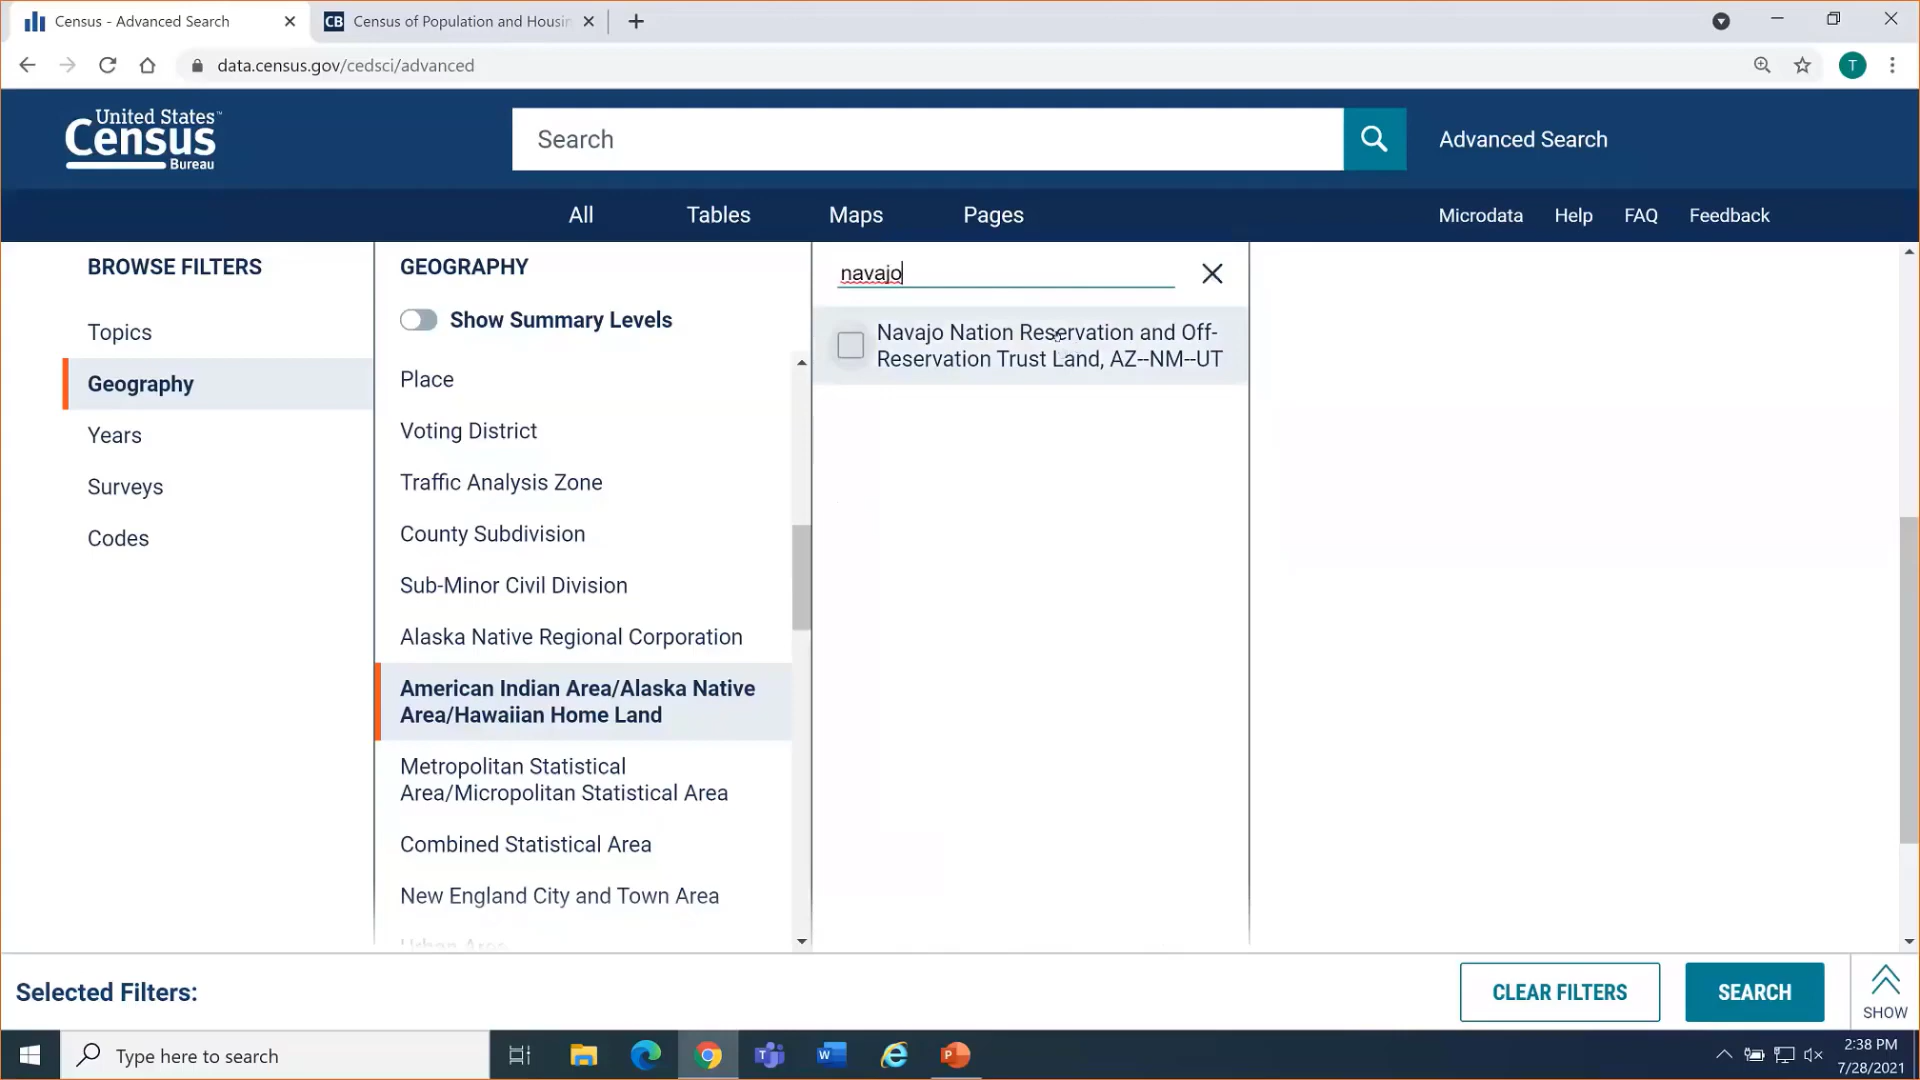 Census - Advanced Search
CB Census of Population and Housin
data.census.gov/cedsci/advanced
T
United States™
Census
Bureau
Search
Advanced Search
All Tables Maps Pages
Microdata Help FAQ Feedback
BROWSE FILTERS
Topics
Geography
Years
Surveys
Codes
GEOGRAPHY
Show Summary Levels
Place
Voting District
Traffic Analysis Zone
County Subdivision
Sub-Minor Civil Division
Alaska Native Regional Corporation
American Indian Area/Alaska Native
Area/Hawaiian Home Land
Metropolitan Statistical
Area/Micropolitan Statistical Area
Combined Statistical Area
New England City and Town Area
Urban Area
navajo
Navajo Nation Reservation and Off-
Reservation Trust Land, AZ--NM--UT
Selected Filters:
CLEAR FILTERS
SEARCH
SHOW
Type here to search
2:38 PM
7/28/2021